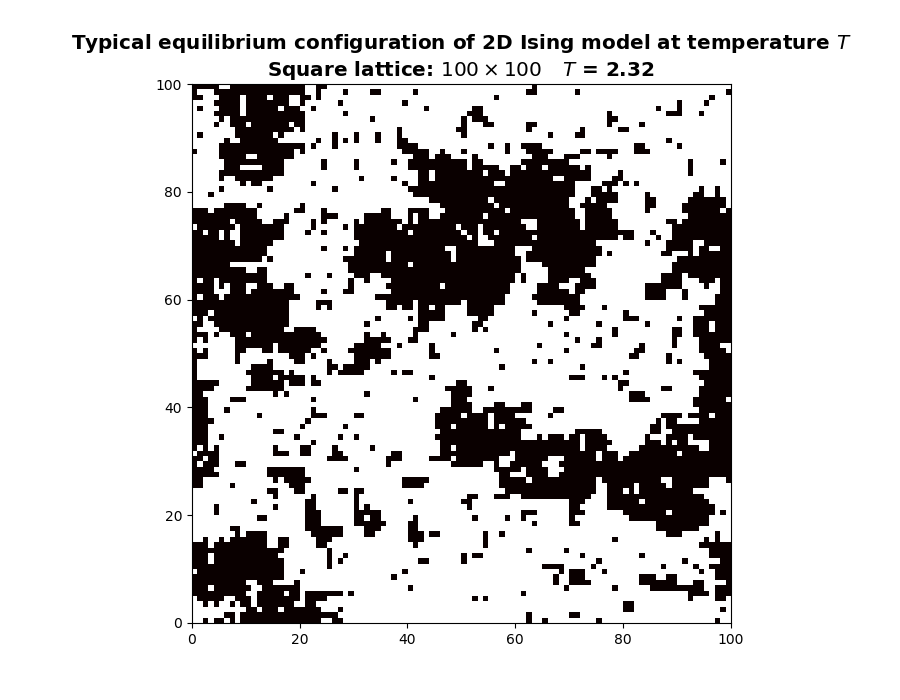 Typical equilibrium configuration of 2D Ising model at temperature T
Square lattice: 100 × 100 T = 2.32
100
80
60
40
20
0
0 20 40 60 80 100